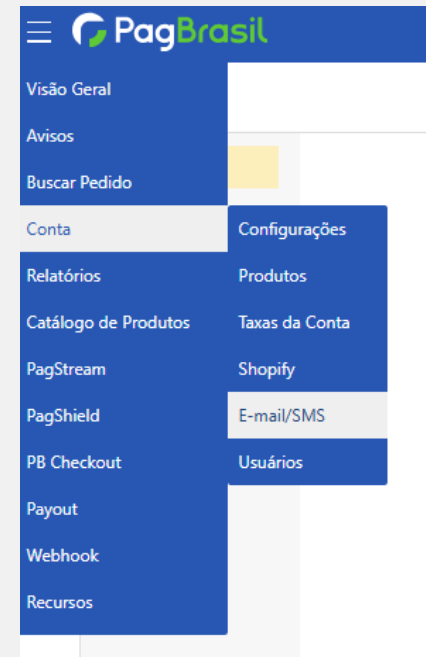 PagBrasil
Visão Geral
Avisos
Buscar Pedido
Conta
Relatórios
Catálogo de Produtos
PagStream
PagShield
PB Checkout
Payout
Webhook
Recursos
Configurações
Produtos
Taxas da Conta
Shopify
E-mail/SMS
Usuários